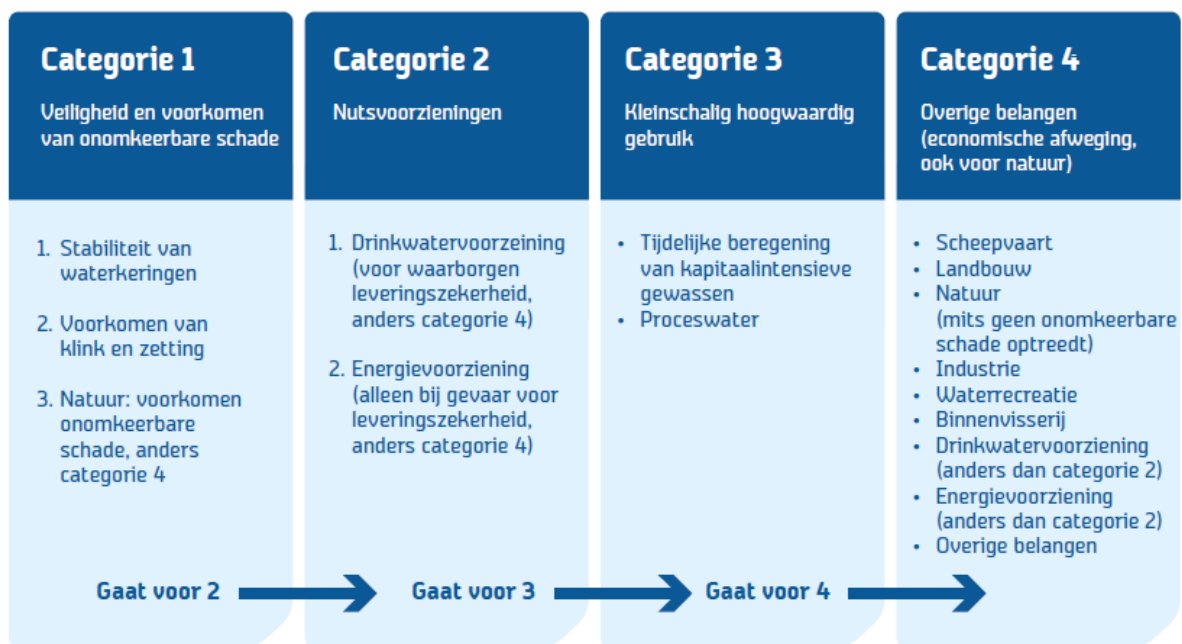 Categorie 1
Veiligheid en voorkomen
van onomkeerbare schade
1. Stabiliteit van
waterkeringen
2. Voorkomen van
klink en zetting
3. Natuur: voorkomen
onomkeerbare
schade, anders
categorie 4
Gaat voor 2
Categorie 2
Nutsvoorzieningen
1. Drinkwatervoorzeining
(voor waarborgen
leveringszekerheid,
anders categorie 4)
2. Energievoorziening
(alleen bij gevaar voor
leveringszekerheid,
anders categorie 4)
Gaat voor 3
Categorie 3
Kleinschalig hoogwaardig
gebruik
• Tijdelijke beregening
van kapitaalintensieve
gewassen
• Proceswater
Gaat voor 4
Categorie 4
Overige belangen
(economische afweging,
ook voor natuur)
• Scheepvaart
• Landbouw
• Natuur
(mits geen onomkeerbare
schade optreedt)
• Industrie
• Waterrecreatie
• Binnenvisserij
• Drinkwatervoorziening
(anders dan categorie 2)
• Energievoorziening
(anders dan categorie 2)
• Overige belangen